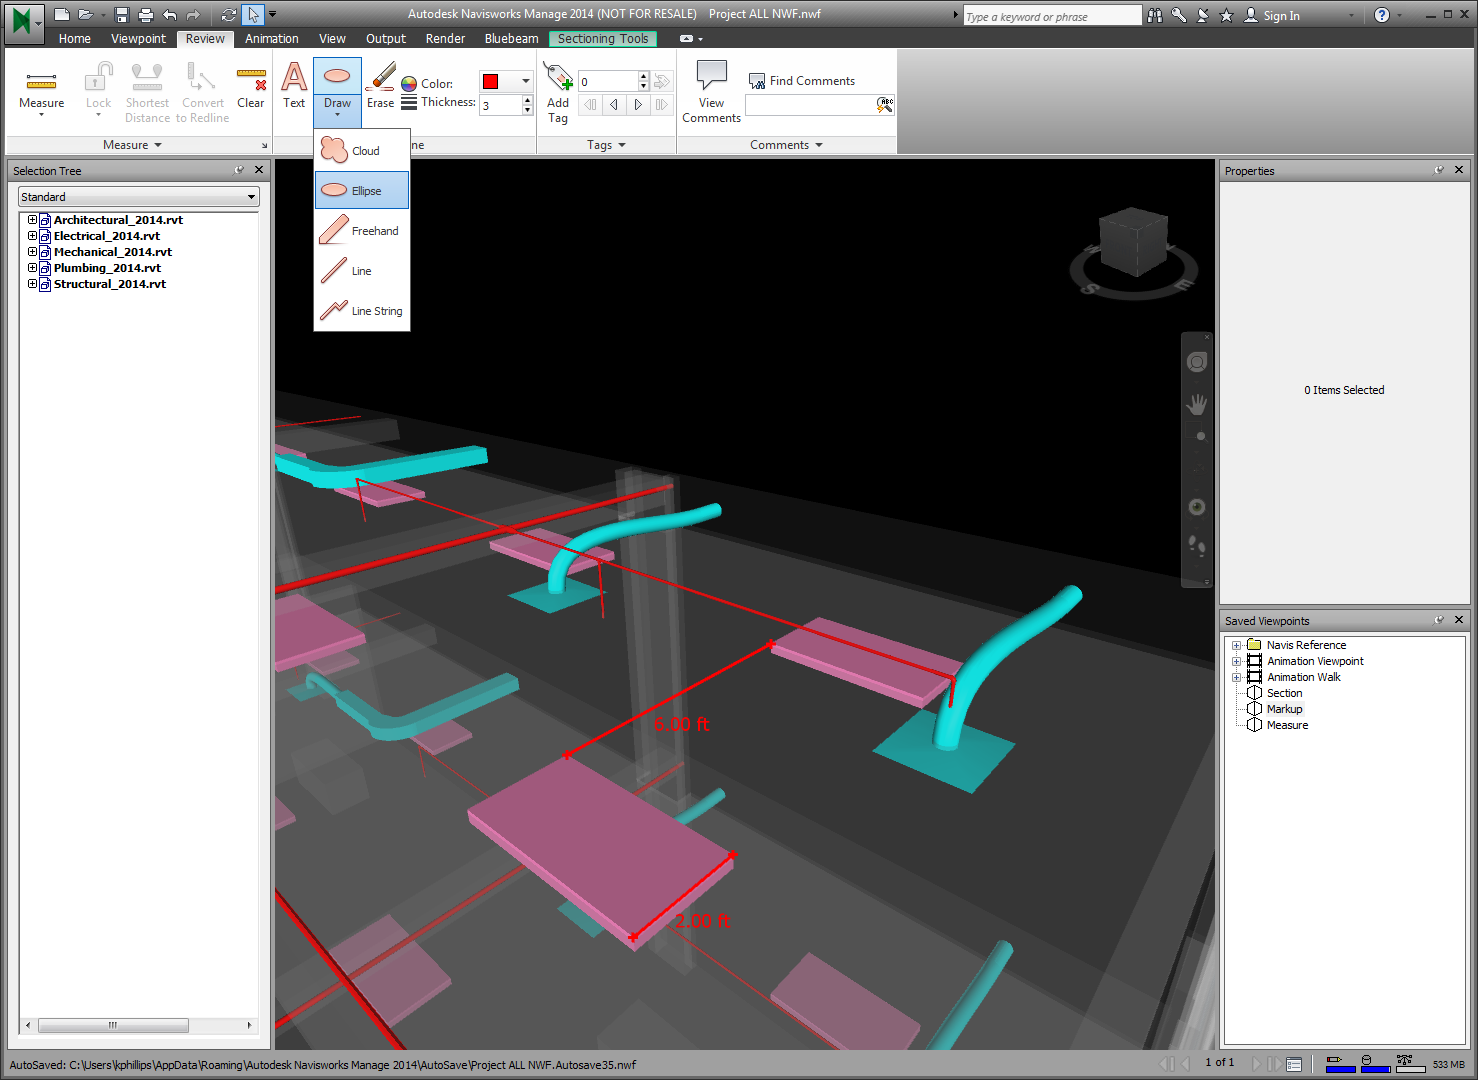 Autodesk Navisworks Manage 2014 (NOT FOR RESALE) Project ALL NWF.nwf
Type a keyword or phrase
Sign In
Home Viewpoint Review Animation View Output Render Bluebeam Sectioning Tools
Measure
Lock
Shortest Distance
Convert to Redline
Clear
Text
Draw
Erase
Color:
Thickness: 3
Add Tag
0
View Comments
Find Comments
ABC
Measure
ne
Tags
Comments
Cloud
Ellipse
Freehand
Line
Line String
Selection Tree
Standard
Architectural_2014.rvt
Electrical_2014.rvt
Mechanical_2014.rvt
Plumbing_2014.rvt
Structural_2014.rvt
S
E
6.00 ft
2.00 ft
Properties
0 Items Selected
Saved Viewpoints
Navis Reference
Animation Viewpoint
Animation Walk
Section
Markup
Measure
AutoSaved: C:\Users\kphillips\AppData\Roaming\Autodesk Navisworks Manage 2014\AutoSave\Project ALL NWF.Autosave35.nwf
1 of 1
533 MB